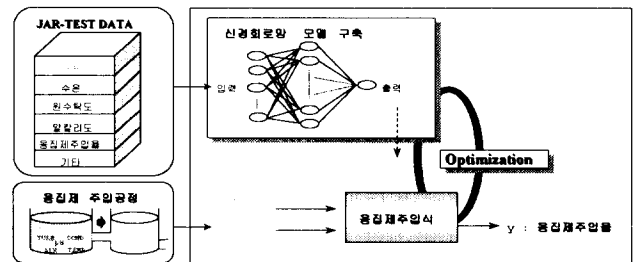 JAR-TEST DATA
수온
원수탁도
알칼리도
응집제주입율
기타
신경회로망 모델 구축
입력
출력
Optimization
응집제 주입공정
응집제주입식
y : 응집제주입율